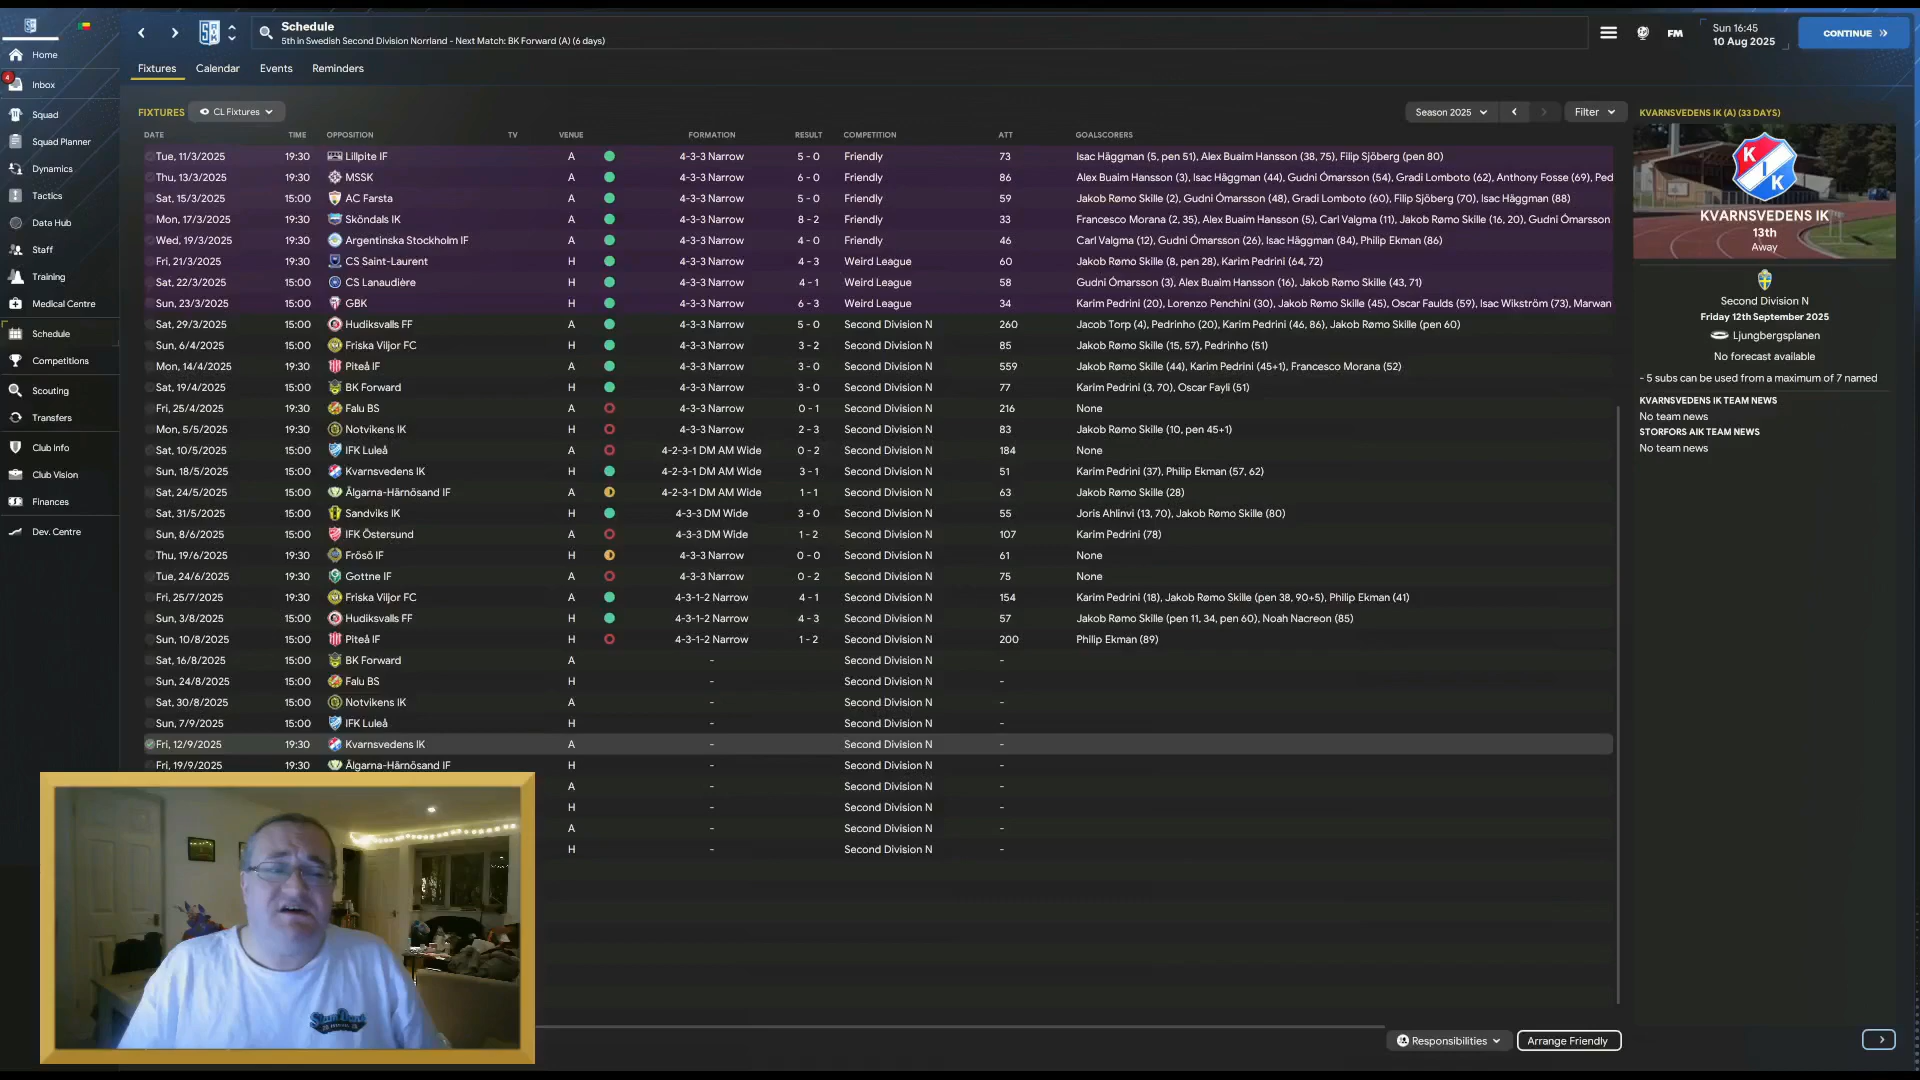 Schedule
5th in Swedish Second Division Norrland - Next Match: BK Forward (A) (6 days)
FM
Sun 16:45
10 Aug 2025
CONTINUE
Home
4
Inbox
Squad
Squad Planner
Dynamics
Tactics
Data Hub
Staff
Training
Medical Centre
Schedule
Competitions
Scouting
Transfers
Club Info
Club Vision
Finances
Dev. Centre
Fixtures Calendar Events Reminders
FIXTURES CL Fixtures Season 2025 Filter
DATE TIME OPPOSITION TV VENUE FORMATION RESULT COMPETITION ATT GOALSCORERS
Tue, 11/3/2025 19:30 Lillpite IF A 4-3-3 Narrow 5 - 0 Friendly 73 Isac Häggman (5, pen 51), Alex Buaim Hansson (38, 75), Filip Sjöberg (pen 80)
Thu, 13/3/2025 19:30 MSSK A 4-3-3 Narrow 6 - 0 Friendly 86 Alex Buaim Hansson (3), Isac Häggman (44), Gudni Ómarsson (54), Gradi Lomboto (62), Anthony Fosse (69), Ped
Sat, 15/3/2025 15:00 AC Farsta A 4-3-3 Narrow 5 - 0 Friendly 59 Jakob Rømo Skille (2), Gudni Ómarsson (48), Gradi Lomboto (60), Filip Sjöberg (70), Isac Häggman (88)
Mon, 17/3/2025 19:30 Sköndals IK A 4-3-3 Narrow 8 - 2 Friendly 33 Francesco Morana (2, 35), Alex Buaim Hansson (5), Carl Valgma (11), Jakob Rømo Skille (16, 20), Gudni Ómarsson
Wed, 19/3/2025 19:30 Argentinska Stockholm IF A 4-3-3 Narrow 4 - 0 Friendly 46 Carl Valgma (12), Gudni Ómarsson (26), Isac Häggman (84), Philip Ekman (86)
Fri, 21/3/2025 19:30 CS Saint-Laurent H 4-3-3 Narrow 4 - 3 Weird League 60 Jakob Rømo Skille (8, pen 28), Karim Pedrini (64, 72)
Sat, 22/3/2025 15:00 CS Lanaudière H 4-3-3 Narrow 4 - 1 Weird League 58 Gudni Ómarsson (3), Alex Buaim Hansson (16), Jakob Rømo Skille (43, 71)
Sun, 23/3/2025 15:00 GBK H 4-3-3 Narrow 6 - 3 Weird League 34 Karim Pedrini (20), Lorenzo Penchini (30), Jakob Rømo Skille (45), Oscar Faulds (59), Isac Wikström (73), Marwan
Sat, 29/3/2025 15:00 Hudiksvalls FF A 4-3-3 Narrow 5 - 0 Second Division N 260 Jacob Torp (4), Pedrinho (20), Karim Pedrini (46, 86), Jakob Rømo Skille (pen 60)
Sun, 6/4/2025 15:00 Friska Viljor FC H 4-3-3 Narrow 3 - 2 Second Division N 85 Jakob Rømo Skille (15, 57), Pedrinho (51)
Mon, 14/4/2025 19:30 Piteå IF A 4-3-3 Narrow 3 - 0 Second Division N 559 Jakob Rømo Skille (44), Karim Pedrini (45+1), Francesco Morana (52)
Sat, 19/4/2025 15:00 BK Forward H 4-3-3 Narrow 3 - 0 Second Division N 77 Karim Pedrini (3, 70), Oscar Fayli (51)
Fri, 25/4/2025 19:30 Falu BS A 4-3-3 Narrow 0 - 1 Second Division N 216 None
Mon, 5/5/2025 19:30 Notvikens IK H 4-3-3 Narrow 2 - 3 Second Division N 83 Jakob Rømo Skille (10, pen 45+1)
Sat, 10/5/2025 15:00 IFK Luleå A 4-2-3-1 DM AM Wide 0 - 2 Second Division N 184 None
Sun, 18/5/2025 15:00 Kvarnsvedens IK H 4-2-3-1 DM AM Wide 3 - 1 Second Division N 51 Karim Pedrini (37), Philip Ekman (57, 62)
Sat, 24/5/2025 15:00 Älgarna-Härnösand IF A 4-2-3-1 DM AM Wide 1 - 1 Second Division N 63 Jakob Rømo Skille (28)
Sat, 31/5/2025 15:00 Sandviks IK H 4-3-3 DM Wide 3 - 0 Second Division N 55 Joris Ahlinvi (13, 70), Jakob Rømo Skille (80)
Sun, 8/6/2025 15:00 IFK Östersund A 4-3-3 DM Wide 1 - 2 Second Division N 107 Karim Pedrini (78)
Thu, 19/6/2025 19:30 Frösö IF H 4-3-3 Narrow 0 - 0 Second Division N 61 None
Tue, 24/6/2025 19:30 Gottne IF A 4-3-3 Narrow 0 - 2 Second Division N 75 None
Fri, 25/7/2025 19:30 Friska Viljor FC A 4-3-1-2 Narrow 4 - 1 Second Division N 154 Karim Pedrini (18), Jakob Rømo Skille (pen 38, 90+5), Philip Ekman (41)
Sun, 3/8/2025 15:00 Hudiksvalls FF H 4-3-1-2 Narrow 4 - 3 Second Division N 57 Jakob Rømo Skille (pen 11, 34, pen 60), Noah Nacreon (85)
Sun, 10/8/2025 15:00 Piteå IF H 4-3-1-2 Narrow 1 - 2 Second Division N 200 Philip Ekman (89)
Sat, 16/8/2025 15:00 BK Forward A - Second Division N -
Sun, 24/8/2025 15:00 Falu BS H - Second Division N -
Sat, 30/8/2025 15:00 Notvikens IK A - Second Division N -
Sun, 7/9/2025 15:00 IFK Luleå H - Second Division N -
Fri, 12/9/2025 19:30 Kvarnsvedens IK A - Second Division N -
Fri, 19/9/2025 19:30 Älgarna-Härnösand IF H - Second Division N -
A - Second Division N -
H - Second Division N -
A - Second Division N -
H - Second Division N -
Responsibilities Arrange Friendly
KVARNSVEDENS IK (A) (33 DAYS)
KIK
KVARNSVEDENS IK
13th
Away
Second Division N
Friday 12th September 2025
Ljungbergsplanen
No forecast available
- 5 subs can be used from a maximum of 7 named
KVARNSVEDENS IK TEAM NEWS
No team news
STORFORS AIK TEAM NEWS
No team news